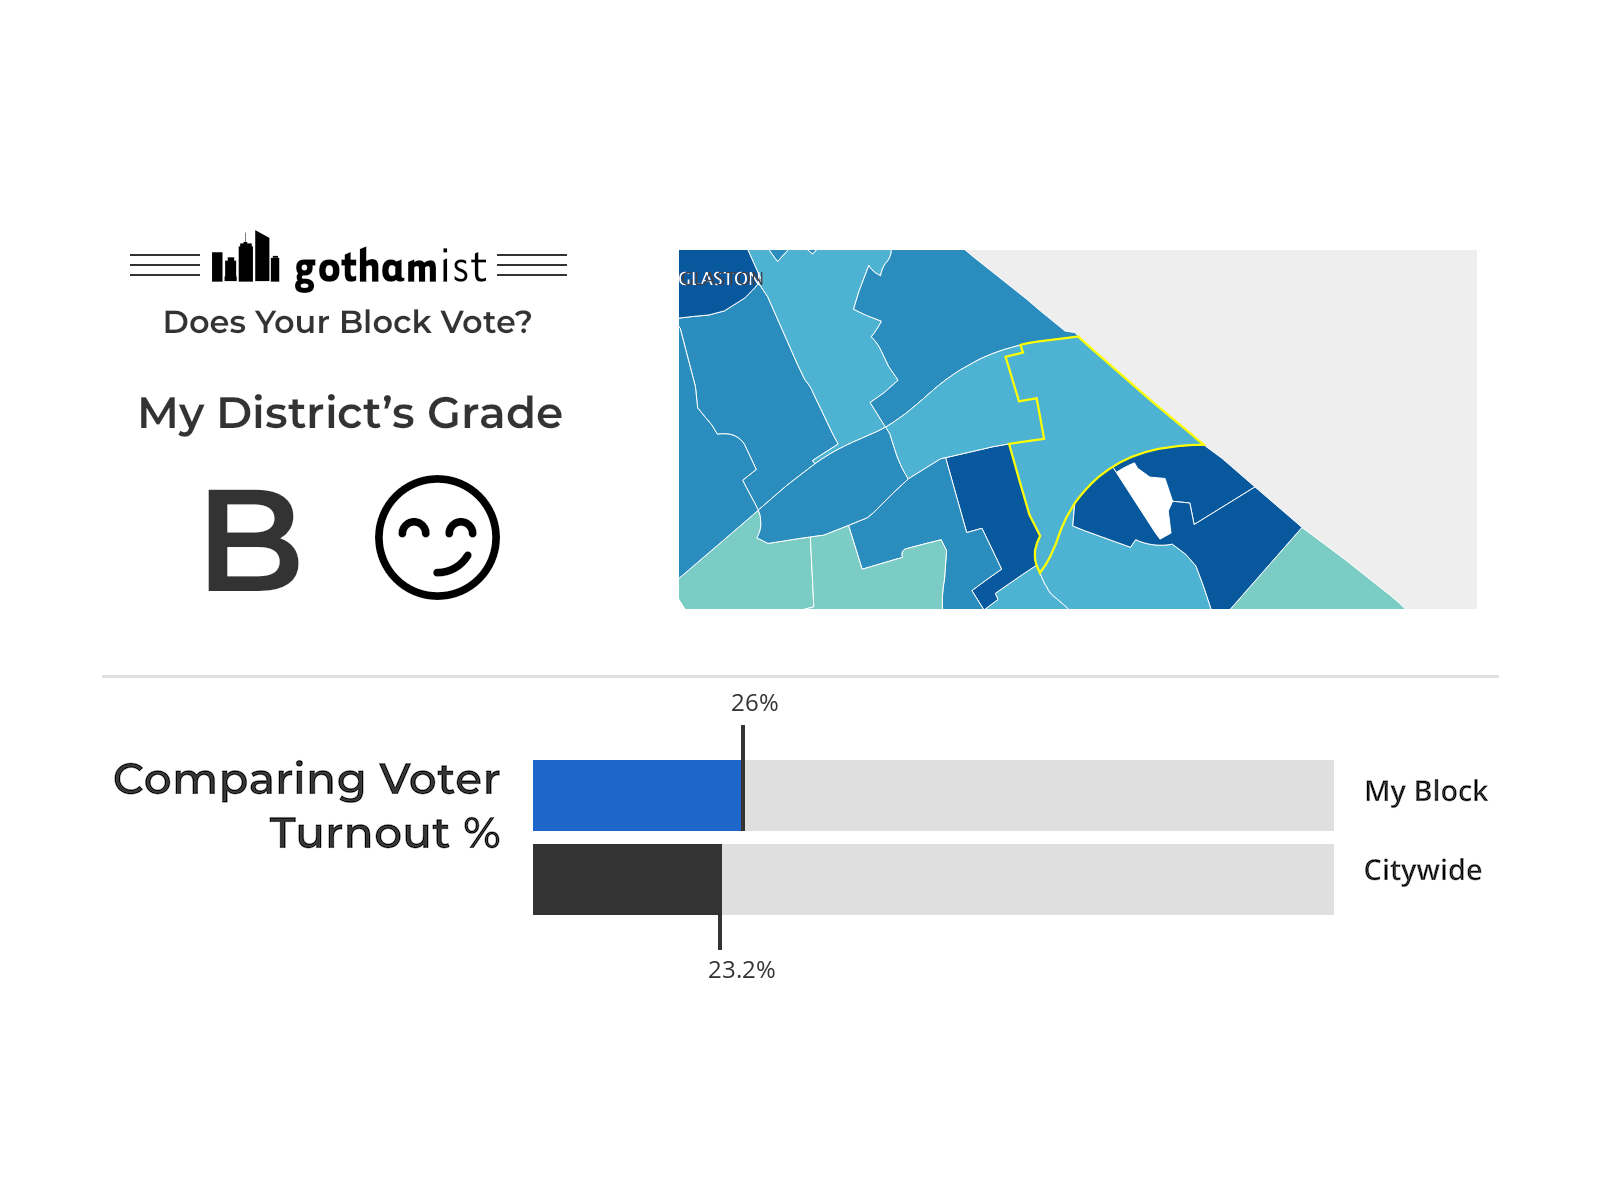 gothamist
Does Your Block Vote?
My District’s Grade
B
GLASTON
26%
Comparing Voter
Turnout %
My Block
Citywide
23.2%